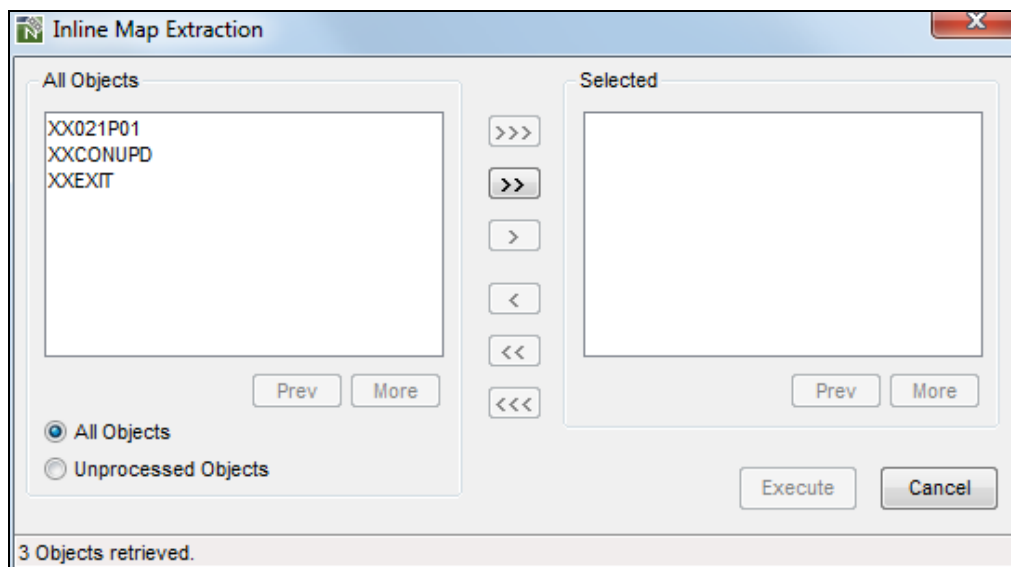 Inline Map Extraction
X
All Objects
XX021P01
XXCONUPD
XXEXIT
Prev
More
All Objects
Unprocessed Objects
>>>
>>
>
<
<<
<<<
Selected
Prev
More
Execute
Cancel
3 Objects retrieved.